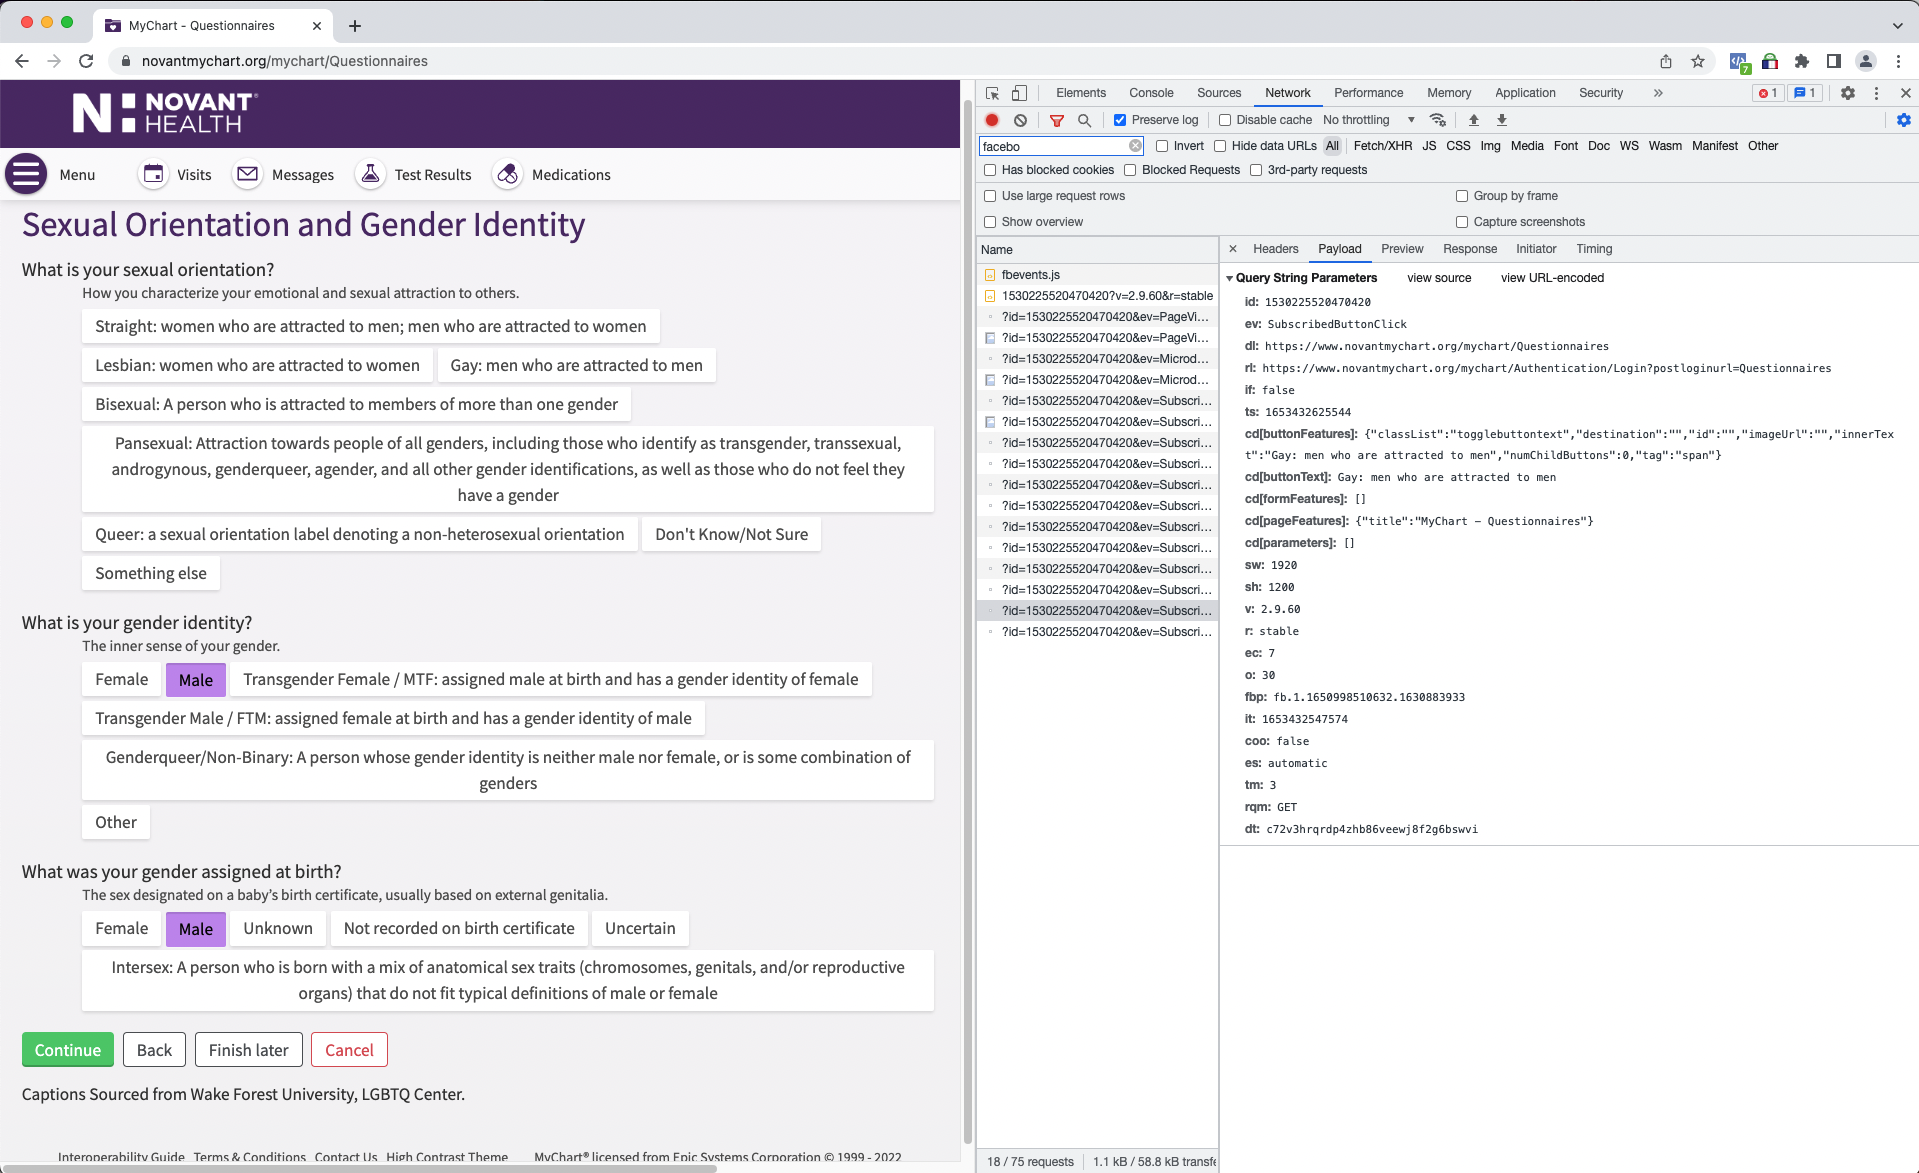 MyChart - Questionnaires
novantmychart.org/mychart/Questionnaires
7
NOVANT®
HEALTH
Menu
Visits
Messages
Test Results
Medications
Sexual Orientation and Gender Identity
What is your sexual orientation?
How you characterize your emotional and sexual attraction to others.
Straight: women who are attracted to men; men who are attracted to women
Lesbian: women who are attracted to women
Gay: men who are attracted to men
Bisexual: A person who is attracted to members of more than one gender
Pansexual: Attraction towards people of all genders, including those who identify as transgender, transsexual,
androgynous, genderqueer, agender, and all other gender identifications, as well as those who do not feel they
have a gender
Queer: a sexual orientation label denoting a non-heterosexual orientation
Don't Know/Not Sure
Something else
What is your gender identity?
The inner sense of your gender.
Female
Male
Transgender Female / MTF: assigned male at birth and has a gender identity of female
Transgender Male / FTM: assigned female at birth and has a gender identity of male
Genderqueer/Non-Binary: A person whose gender identity is neither male nor female, or is some combination of
genders
Other
What was your gender assigned at birth?
The sex designated on a baby’s birth certificate, usually based on external genitalia.
Female
Male
Unknown
Not recorded on birth certificate
Uncertain
Intersex: A person who is born with a mix of anatomical sex traits (chromosomes, genitals, and/or reproductive
organs) that do not fit typical definitions of male or female
Continue
Back
Finish later
Cancel
Captions Sourced from Wake Forest University, LGBTQ Center.
Interoperability Guide Terms & Conditions Contact Us High Contrast Theme MyChart® licensed from Epic Systems Corporation © 1999 - 2022
Elements Console Sources Network Performance Memory Application Security » 1 1
Preserve log Disable cache No throttling
facebo
Invert Hide data URLs All Fetch/XHR JS CSS Img Media Font Doc WS Wasm Manifest Other
Has blocked cookies Blocked Requests 3rd-party requests
Use large request rows
Group by frame
Show overview
Capture screenshots
Name
fbevents.js
1530225520470420?v=2.9.60&r=stable
?id=1530225520470420&ev=PageVi...
?id=1530225520470420&ev=PageVi...
?id=1530225520470420&ev=Microd...
?id=1530225520470420&ev=Microd...
?id=1530225520470420&ev=Subscri...
?id=1530225520470420&ev=Subscri...
?id=1530225520470420&ev=Subscri...
?id=1530225520470420&ev=Subscri...
?id=1530225520470420&ev=Subscri...
?id=1530225520470420&ev=Subscri...
?id=1530225520470420&ev=Subscri...
?id=1530225520470420&ev=Subscri...
?id=1530225520470420&ev=Subscri...
?id=1530225520470420&ev=Subscri...
?id=1530225520470420&ev=Subscri...
?id=1530225520470420&ev=Subscri...
18 / 75 requests 1.1 kB / 58.8 kB transfe
Headers Payload Preview Response Initiator Timing
Query String Parameters view source view URL-encoded
id: 1530225520470420
ev: SubscribedButtonClick
dl: https://www.novantmychart.org/mychart/Questionnaires
rl: https://www.novantmychart.org/mychart/Authentication/Login?postloginurl=Questionnaires
if: false
ts: 1653432625544
cd[buttonFeatures]: {"classList":"togglebuttontext","destination":"","id":"","imageUrl":"","innerTex
t":"Gay: men who are attracted to men","numChildButtons":0,"tag":"span"}
cd[buttonText]: Gay: men who are attracted to men
cd[formFeatures]: []
cd[pageFeatures]: {"title":"MyChart - Questionnaires"}
cd[parameters]: []
sw: 1920
sh: 1200
v: 2.9.60
r: stable
ec: 7
o: 30
fbp: fb.1.1650998510632.1630883933
it: 1653432547574
coo: false
es: automatic
tm: 3
rqm: GET
dt: c72v3hrqrdp4zhb86veewj8f2g6bswvi